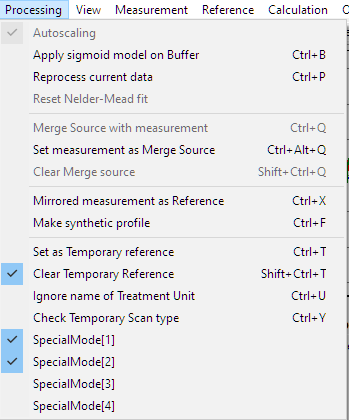 Processing View Measurement Reference Calculation
Autoscaling
Apply sigmoid model on Buffer Ctrl+B
Reprocess current data Ctrl+P
Reset Nelder-Mead fit
Merge Source with measurement Ctrl+Q
Set measurement as Merge Source Ctrl+Alt+Q
Clear Merge source Shift+Ctrl+Q
Mirrored measurement as Reference Ctrl+X
Make synthetic profile Ctrl+F
Set as Temporary reference Ctrl+T
Clear Temporary Reference Shift+Ctrl+T
Ignore name of Treatment Unit Ctrl+U
Check Temporary Scan type Ctrl+Y
SpecialMode[1]
SpecialMode[2]
SpecialMode[3]
SpecialMode[4]